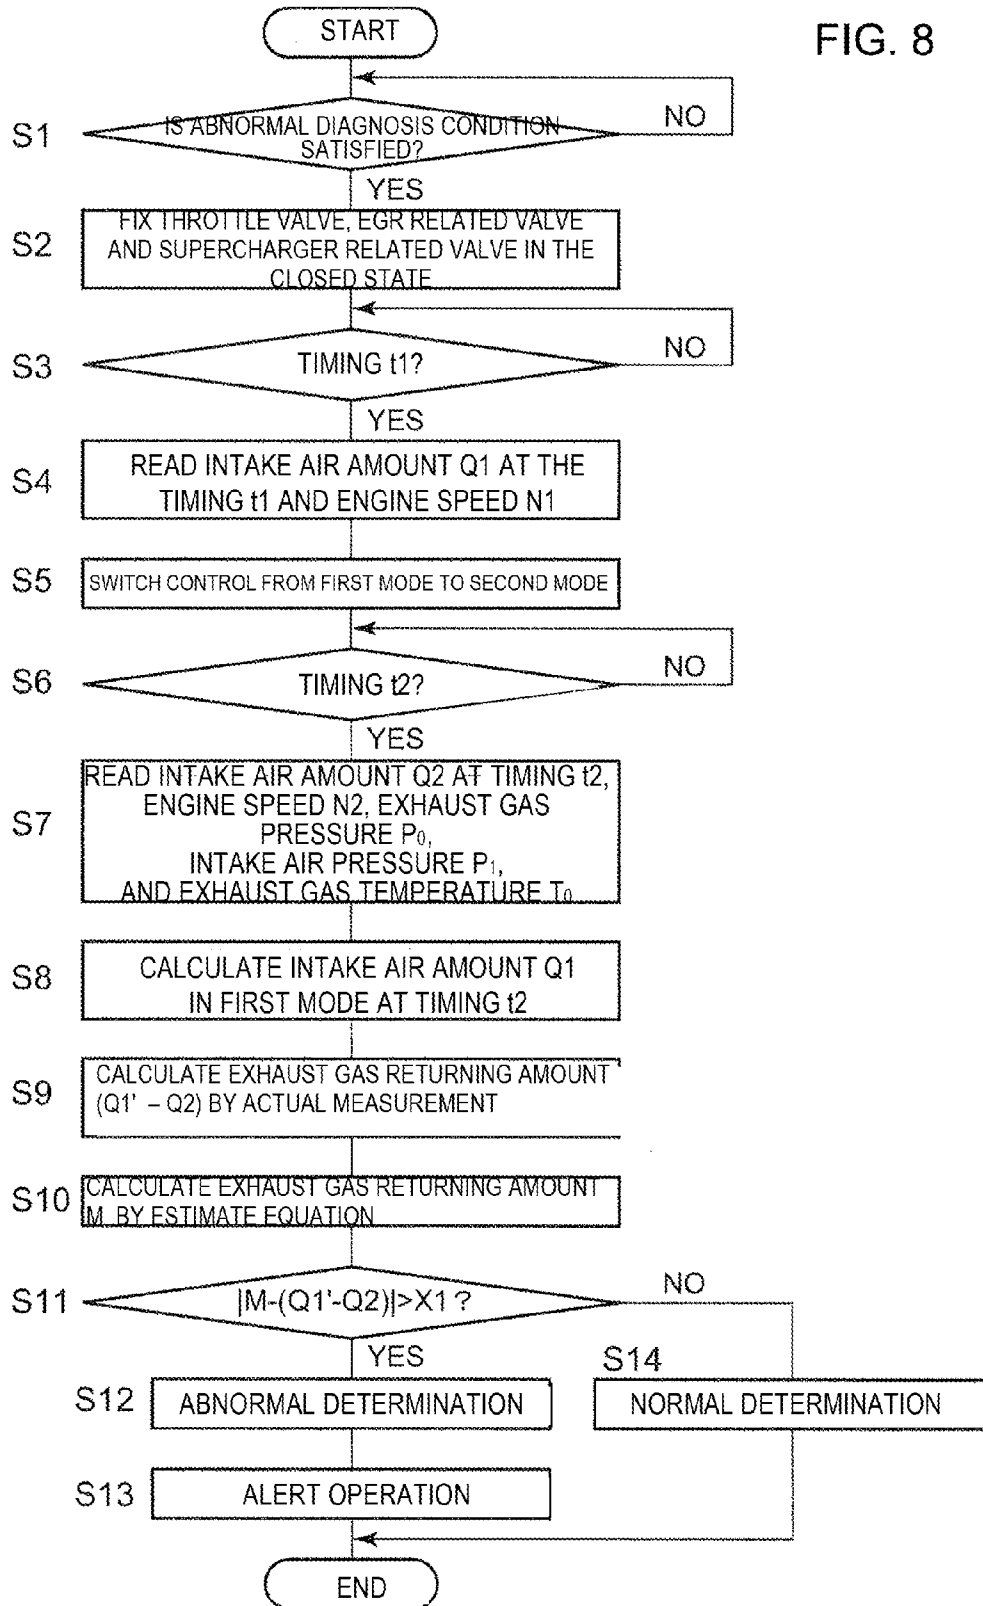 START
FIG. 8
NO
S1
IS ABNORMAL DIAGNOSIS CONDITION
SATISFIED?
YES
S2
FIX THROTTLE VALVE, EGR RELATED VALVE
AND SUPERCHARGER RELATED VALVE IN THE
CLOSED STATE
S3
TIMING t1?
NO
YES
S4
READ INTAKE AIR AMOUNT Q1 AT THE
TIMING t1 AND ENGINE SPEED N1
S5
SWITCH CONTROL FROM FIRST MODE TO SECOND MODE
S6
TIMING t2?
NO
YES
S7
READ INTAKE AIR AMOUNT Q2 AT TIMING t2,
ENGINE SPEED N2, EXHAUST GAS
PRESSURE P₀,
INTAKE AIR PRESSURE P₁,
AND EXHAUST GAS TEMPERATURE T₀
S8
CALCULATE INTAKE AIR AMOUNT Q1
IN FIRST MODE AT TIMING t2
S9
CALCULATE EXHAUST GAS RETURNING AMOUNT
(Q1' – Q2) BY ACTUAL MEASUREMENT
S10
CALCULATE EXHAUST GAS RETURNING AMOUNT
M BY ESTIMATE EQUATION
S11
|M-(Q1'-Q2)|>X1?
NO
YES
S14
S12
ABNORMAL DETERMINATION
NORMAL DETERMINATION
S13
ALERT OPERATION
END